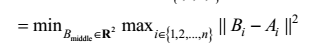 = min_{B_{middle}∈R^2} max_{i∈{1,2,...,n}} || B_i − A_i ||^2